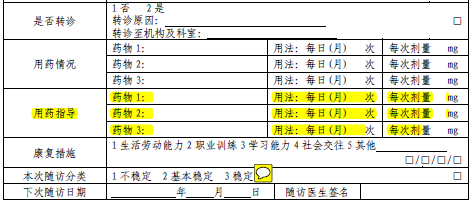 1 否 2 是
是否转诊 转诊原因: □
转诊至机构及科室:
药物 1: 用法: 每日(月) 次 每次剂量 mg
用药情况 药物 2: 用法: 每日(月) 次 每次剂量 mg
药物 3: 用法: 每日(月) 次 每次剂量 mg
药物 1: 用法: 每日(月) 次 每次剂量 mg
用药指导 药物 2: 用法: 每日(月) 次 每次剂量 mg
药物 3: 用法: 每日(月) 次 每次剂量 mg
康复措施 1 生活劳动能力 2 职业训练 3 学习能力 4 社会交往 5 其他
□/□/□/□
本次随访分类 1 不稳定 2 基本稳定 3 稳定 □
下次随访日期 年 月 日 随访医生签名